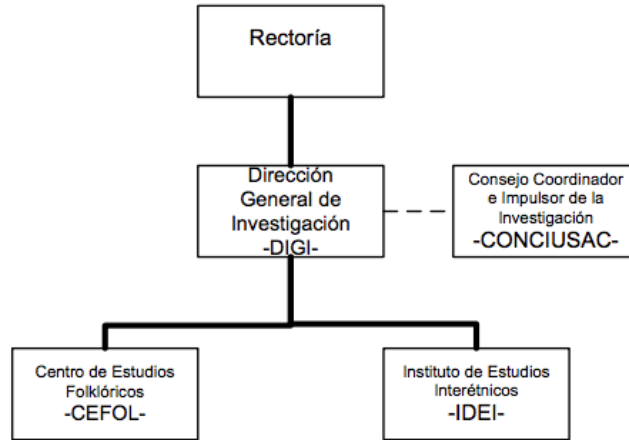 Rectoría
Dirección
General de
Investigación
-DIGI-
Consejo Coordinador
e Impulsor de la
Investigación
-CONCIUSAC-
Centro de Estudios
Folklóricos
-CEFOL-
Instituto de Estudios
Interétnicos
-IDEI-